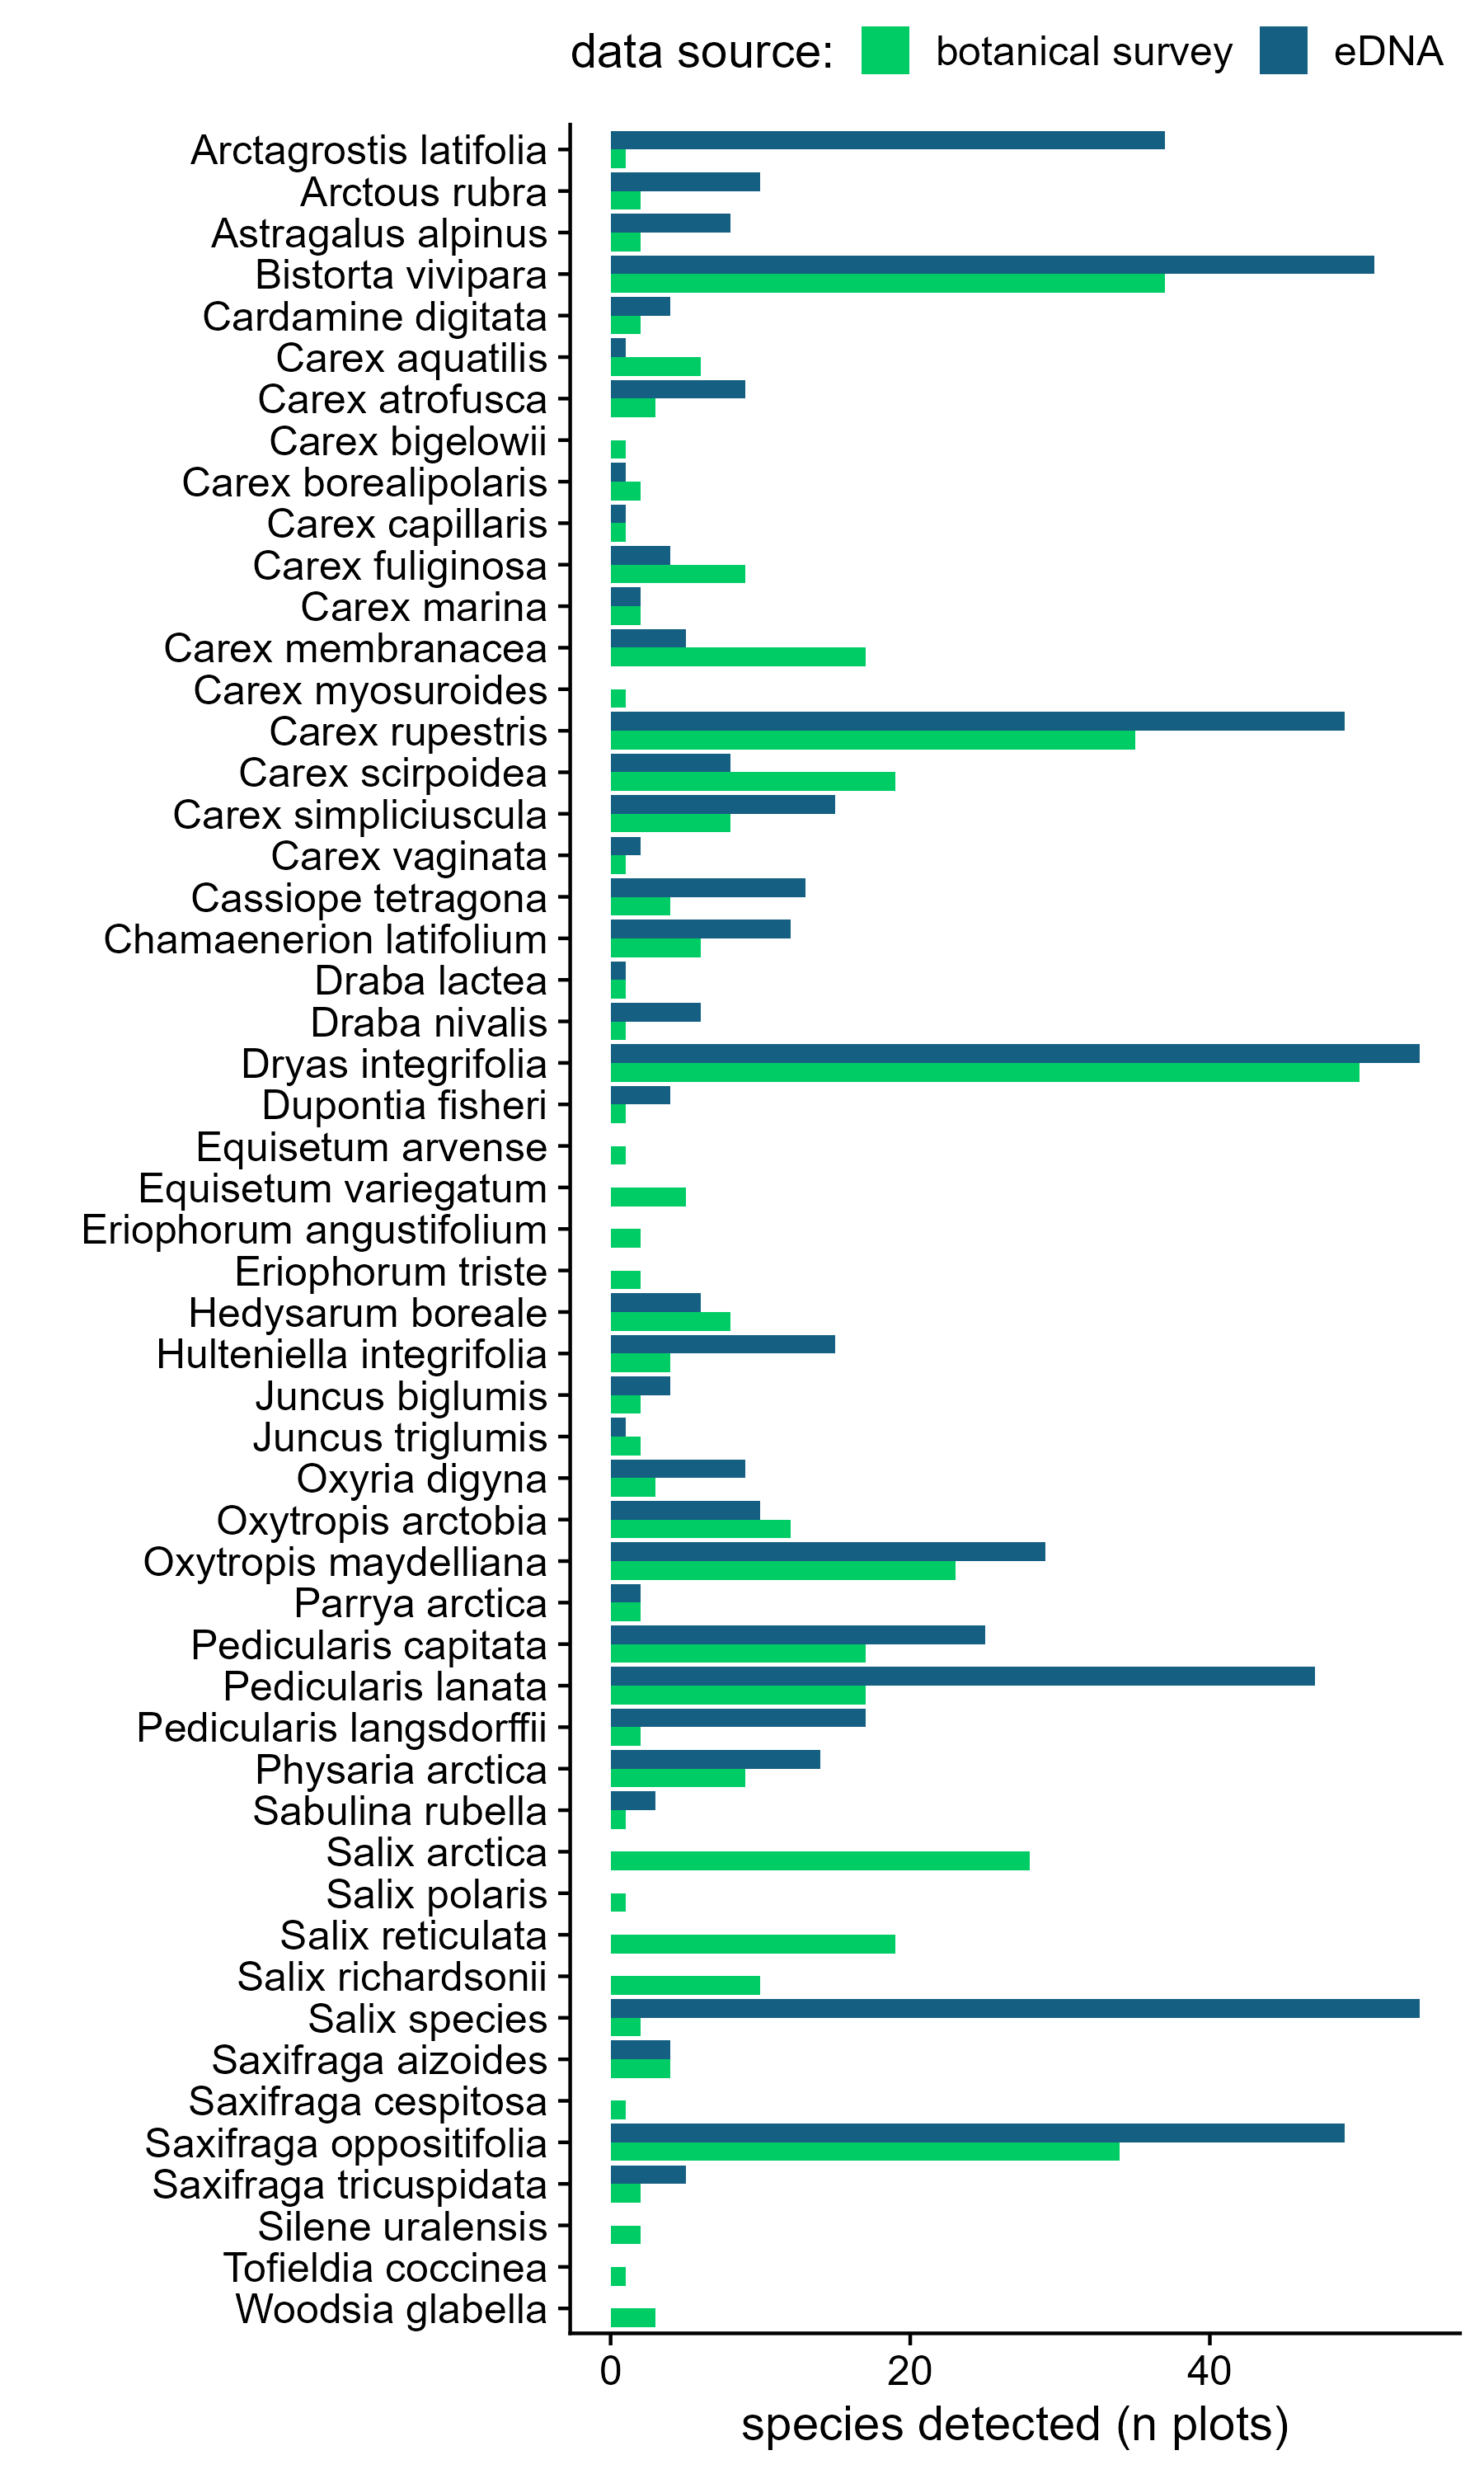 data source: botanical survey eDNA
Arctagrostis latifolia
Arctous rubra
Astragalus alpinus
Bistorta vivipara
Cardamine digitata
Carex aquatilis
Carex atrofusca
Carex bigelowii
Carex borealipolaris
Carex capillaris
Carex fuliginosa
Carex marina
Carex membranacea
Carex myosuroides
Carex rupestris
Carex scirpoidea
Carex simpliciuscula
Carex vaginata
Cassiope tetragona
Chamaenerion latifolium
Draba lactea
Draba nivalis
Dryas integrifolia
Dupontia fisheri
Equisetum arvense
Equisetum variegatum
Eriophorum angustifolium
Eriophorum triste
Hedysarum boreale
Hulteniella integrifolia
Juncus biglumis
Juncus triglumis
Oxyria digyna
Oxytropis arctobia
Oxytropis maydelliana
Parrya arctica
Pedicularis capitata
Pedicularis lanata
Pedicularis langsdorffii
Physaria arctica
Sabulina rubella
Salix arctica
Salix polaris
Salix reticulata
Salix richardsonii
Salix species
Saxifraga aizoides
Saxifraga cespitosa
Saxifraga oppositifolia
Saxifraga tricuspidata
Silene uralensis
Tofieldia coccinea
Woodsia glabella
0 20 40
species detected (n plots)